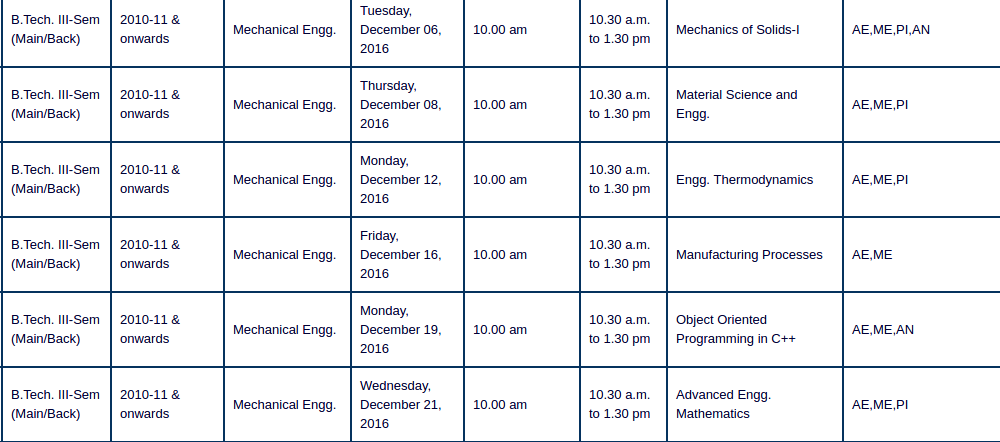 B.Tech. III-Sem
(Main/Back)
2010-11 &
onwards
Mechanical Engg.
Tuesday,
December 06,
2016
10.00 am
10.30 a.m.
to 1.30 pm
Mechanics of Solids-I
AE,ME,PI,AN
B.Tech. III-Sem
(Main/Back)
2010-11 &
onwards
Mechanical Engg.
Thursday,
December 08,
2016
10.00 am
10.30 a.m.
to 1.30 pm
Material Science and
Engg.
AE,ME,PI
B.Tech. III-Sem
(Main/Back)
2010-11 &
onwards
Mechanical Engg.
Monday,
December 12,
2016
10.00 am
10.30 a.m.
to 1.30 pm
Engg. Thermodynamics
AE,ME,PI
B.Tech. III-Sem
(Main/Back)
2010-11 &
onwards
Mechanical Engg.
Friday,
December 16,
2016
10.00 am
10.30 a.m.
to 1.30 pm
Manufacturing Processes
AE,ME
B.Tech. III-Sem
(Main/Back)
2010-11 &
onwards
Mechanical Engg.
Monday,
December 19,
2016
10.00 am
10.30 a.m.
to 1.30 pm
Object Oriented
Programming in C++
AE,ME,AN
B.Tech. III-Sem
(Main/Back)
2010-11 &
onwards
Mechanical Engg.
Wednesday,
December 21,
2016
10.00 am
10.30 a.m.
to 1.30 pm
Advanced Engg.
Mathematics
AE,ME,PI